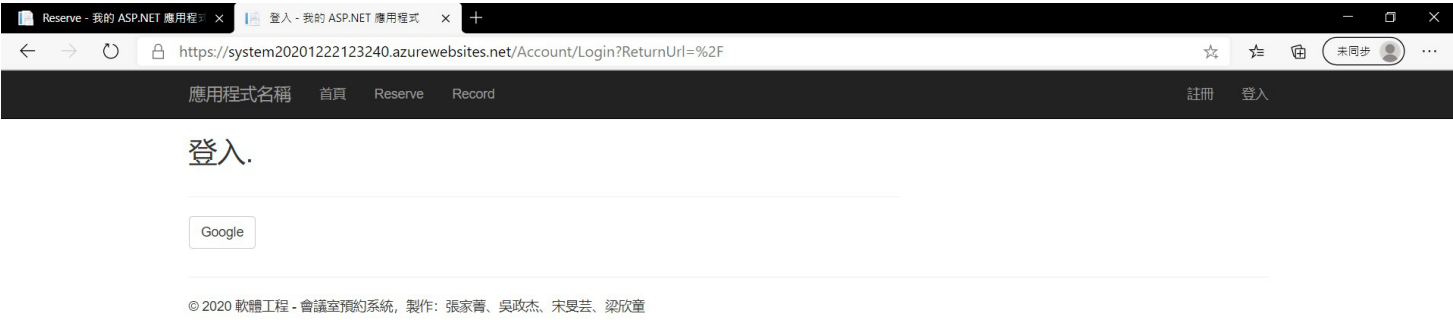 Reserve - 我的 ASP.NET 應用程式
登入 - 我的 ASP.NET 應用程式
https://system20201222123240.azurewebsites.net/Account/Login?ReturnUrl=%2F
未同步
應用程式名稱 首頁 Reserve Record 註冊 登入
登入.
Google
© 2020 軟體工程 - 會議室預約系統，製作：張家菁、吳政杰、宋旻芸、梁欣童